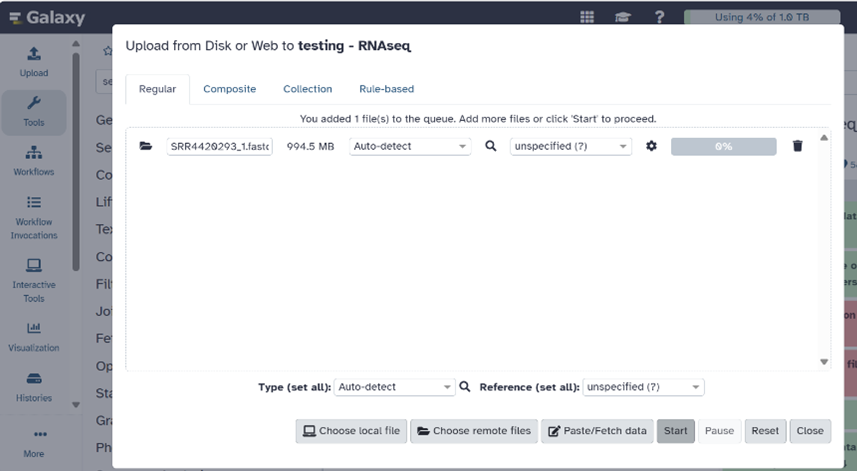 Galaxy
Using 4% of 1.0 TB
Upload from Disk or Web to testing - RNAseq
Upload
Regular Composite Collection Rule-based
Tools
You added 1 file(s) to the queue. Add more files or click 'Start' to proceed.
SRR4420293_1.fastq 994.5 MB Auto-detect unspecified (?) 0%
Workflows
Workflow
Invocations
Interactive
Tools
Visualization
Histories
Type (set all): Auto-detect Reference (set all): unspecified (?)
Choose local file Choose remote files Paste/Fetch data Start Pause Reset Close
More